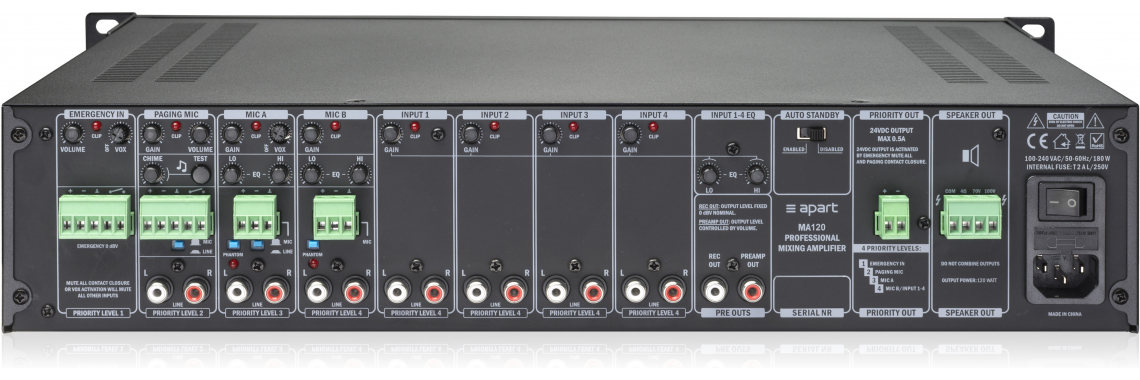 EMERGENCY IN
VOLUME
CLIP
OFF
VOX
EMERGENCY 0 dBV
MUTE ALL CONTACT CLOSURE
OR VOX ACTIVATION WILL MUTE
ALL OTHER INPUTS
PRIORITY LEVEL 1
PAGING MIC
GAIN
CLIP
VOLUME
CHIME
TEST
MIC
LINE
L
R
LINE
PRIORITY LEVEL 2
MIC A
GAIN
CLIP
OFF
VOX
LO
EQ
HI
PHANTOM
MIC
LINE
L
R
LINE
PRIORITY LEVEL 3
MIC B
GAIN
CLIP
LO
EQ
HI
PHANTOM
MIC
L
R
LINE
PRIORITY LEVEL 4
INPUT 1
GAIN
CLIP
L
R
LINE
PRIORITY LEVEL 4
INPUT 2
GAIN
CLIP
L
R
LINE
PRIORITY LEVEL 4
INPUT 3
GAIN
CLIP
L
R
LINE
PRIORITY LEVEL 4
INPUT 4
GAIN
CLIP
L
R
LINE
PRIORITY LEVEL 4
INPUT 1-4 EQ
EQ
LO
HI
REC OUT: OUTPUT LEVEL FIXED
0 dBV NOMINAL.
PREAMP OUT: OUTPUT LEVEL
CONTROLLED BY VOLUME.
REC
OUT
PREAMP
OUT
PRE OUTS
AUTO STANDBY
ENABLED
DISABLED
apart
MA120
PROFESSIONAL
MIXING AMPLIFIER
SERIAL NR
PRIORITY OUT
24VDC OUTPUT
MAX 0.5A
24VDC OUTPUT IS ACTIVATED
BY EMERGENCY MUTE ALL
AND PAGING CONTACT CLOSURE.
4 PRIORITY LEVELS:
1 EMERGENCY IN
2 PAGING MIC
3 MIC A
4 MIC B/INPUT 1-4
PRIORITY OUT
SPEAKER OUT
COM 4Ω 70V 100V
DO NOT COMBINE OUTPUTS
OUTPUT POWER: 120 WATT
SPEAKER OUT
CAUTION
CE
RoHS
100-240 VAC/50-60Hz/180 W
INTERNAL FUSE: T 2 A L/250V
MADE IN CHINA